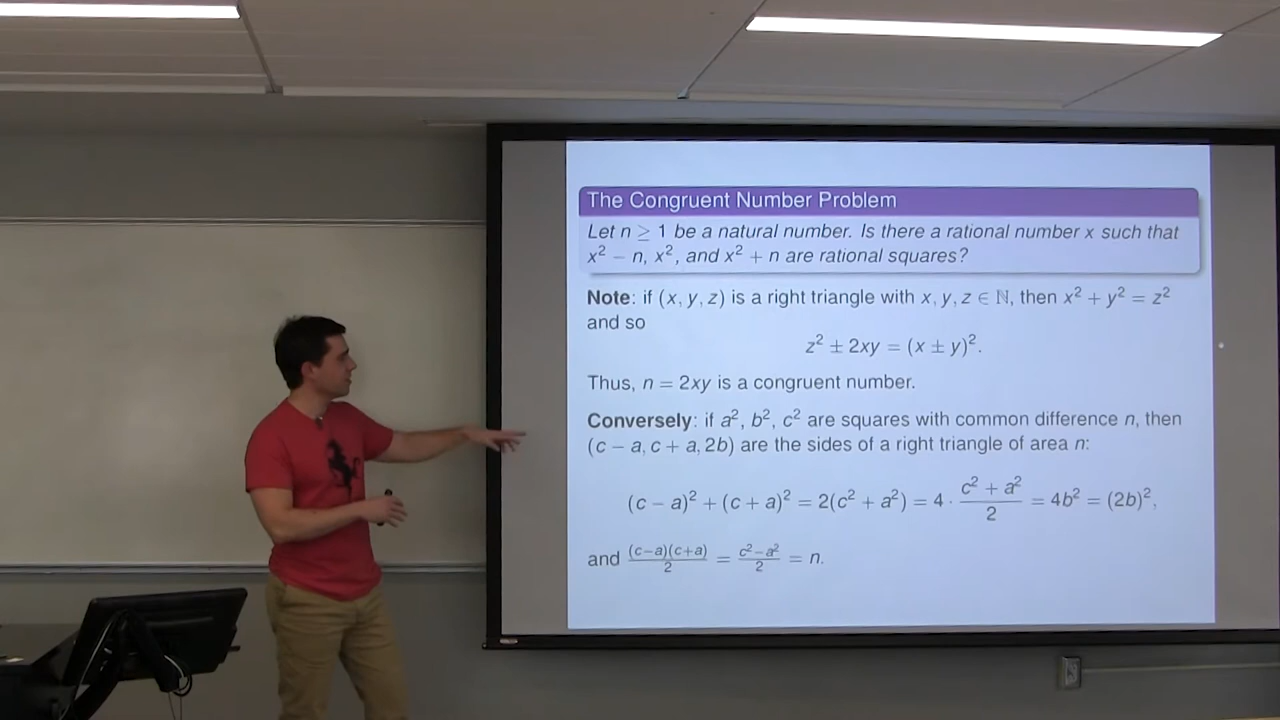 The Congruent Number Problem
Let n ≥ 1 be a natural number. Is there a rational number x such that
x² − n, x², and x² + n are rational squares?
Note: if (x, y, z) is a right triangle with x, y, z ∈ ℕ, then x² + y² = z²
and so
z² ± 2xy = (x ± y)².
Thus, n = 2xy is a congruent number.
Conversely: if a², b², c² are squares with common difference n, then
(c − a, c + a, 2b) are the sides of a right triangle of area n:
(c − a)² + (c + a)² = 2(c² + a²) = 4 · (c² + a²)/2 = 4b² = (2b)²,
and (c−a)(c+a)/2 = (c²−a²)/2 = n.